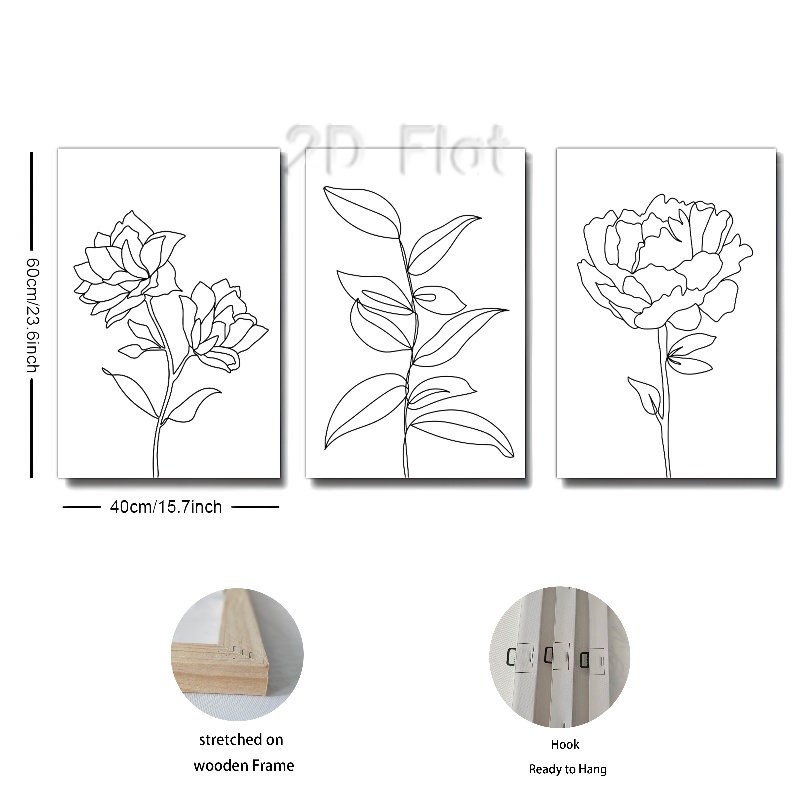 2D Flat
60cm/23.6inch
40cm/15.7inch
stretched on
wooden Frame
Hook
Ready to Hang